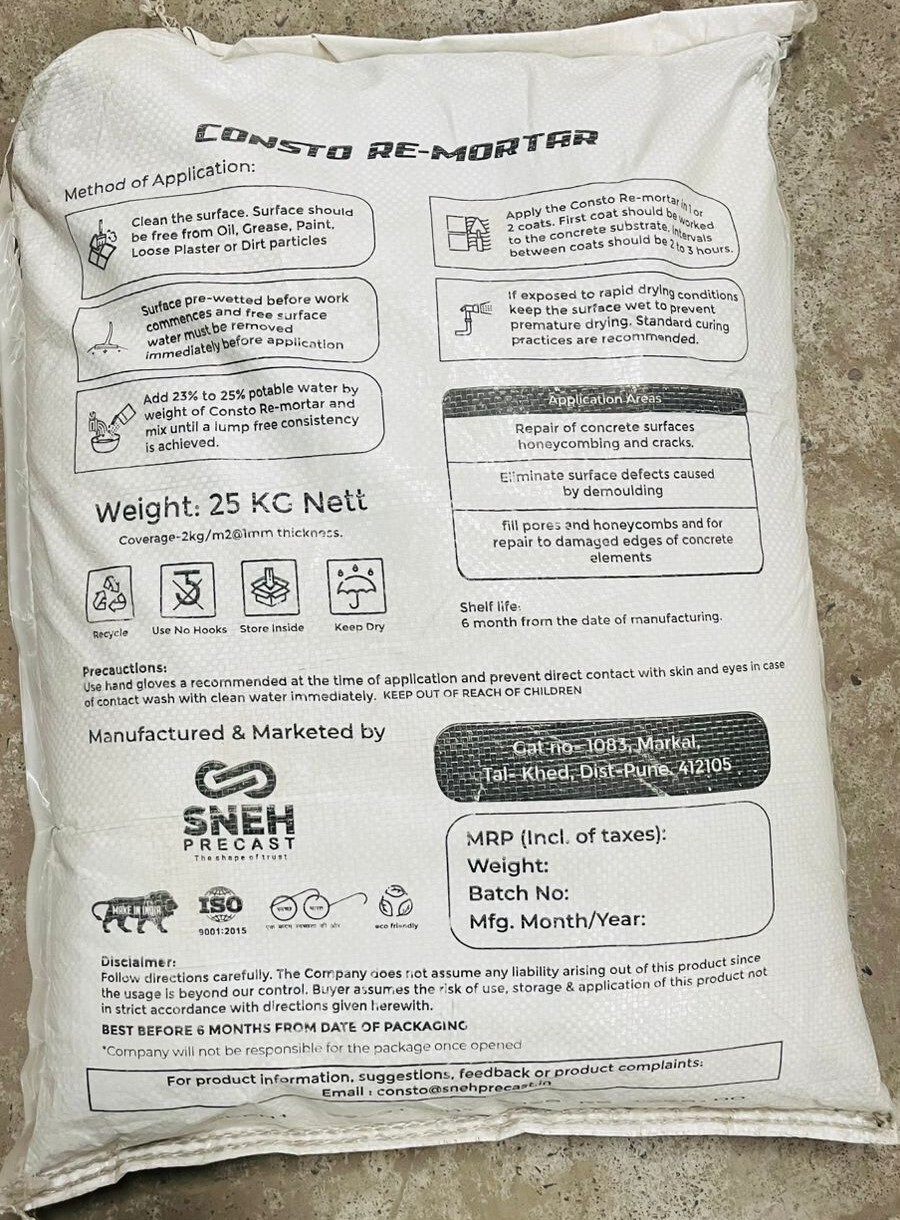 CONSTO RE-MORTAR
Method of Application:
Clean the surface. Surface should
be free from Oil, Grease, Paint,
Loose Plaster or Dirt particles
Surface pre-wetted before work
commences and free surface
water must be removed
immediately before application
Add 23% to 25% potable water by
weight of Consto Re-mortar and
mix until a lump free consistency
is achieved.
Apply the Consto Re-mortar in 1 or
2 coats. First coat should be worked
to the concrete substrate. Intervals
between coats should be 2 to 3 hours.
If exposed to rapid drying conditions
keep the surface wet to prevent
premature drying. Standard curing
practices are recommended.
Application Areas
Repair of concrete surfaces
honeycombing and cracks.
Eliminate surface defects caused
by demoulding
fill pores and honeycombs and for
repair to damaged edges of concrete
elements
Weight: 25 KG Nett
Coverage-2kg/m2@1mm thickness.
Recycle
Use No Hooks
Store Inside
Keep Dry
Shelf life:
6 month from the date of manufacturing.
Precauctions:
Use hand gloves a recommended at the time of application and prevent direct contact with skin and eyes in case
of contact wash with clean water immediately. KEEP OUT OF REACH OF CHILDREN
Manufactured & Marketed by
SNEH
PRECAST
The shape of trust
Gat no- 1083, Markal,
Tal- Khed, Dist-Pune, 412105
MRP (Incl. of taxes):
Weight:
Batch No:
Mfg. Month/Year:
MAKE IN INDIA
ISO
9001:2015
स्वच्छ भारत
एक कदम स्वच्छता की ओर
eco friendly
Disclaimer:
Follow directions carefully. The Company does not assume any liability arising out of this product since
the usage is beyond our control. Buyer assumes the risk of use, storage & application of this product not
in strict accordance with directions given herewith.
BEST BEFORE 6 MONTHS FROM DATE OF PACKAGING
*Company will not be responsible for the package once opened
For product information, suggestions, feedback or product complaints:
Email : consto@snehprecast.in